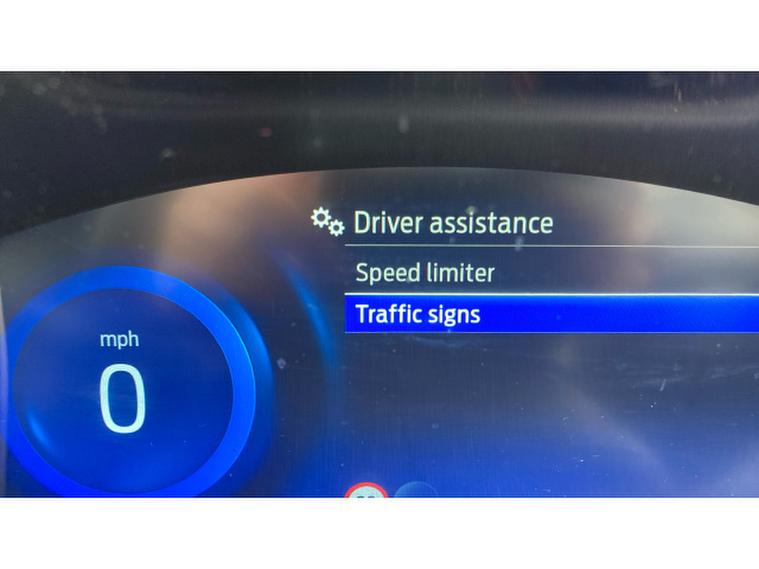 Driver assistance
Speed limiter
Traffic signs
mph
0